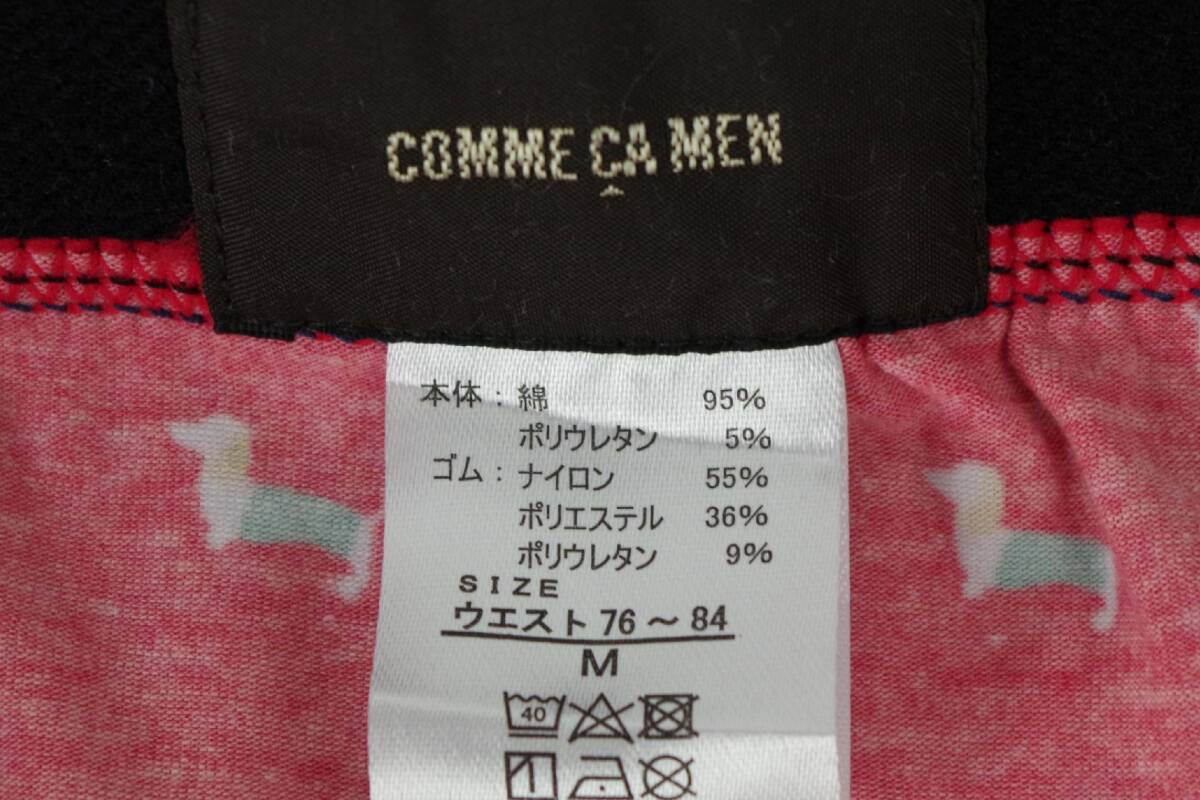 COMME ÇA MEN
本体：綿 95%
ポリウレタン 5%
ゴム：ナイロン 55%
ポリエステル 36%
ポリウレタン 9%
SIZE
ウエスト 76～84
M
40